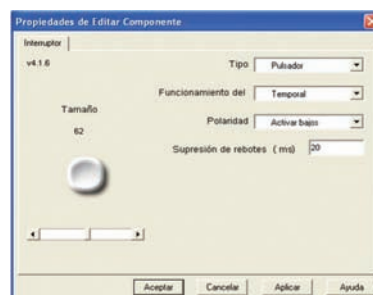 Propiedades de Editar Componente
Interruptor
v4.1.6
Tipo Pulsador
Funcionamiento del Temporal
Tamaño
62
Polaridad Activar bajos
Supresión de rebotes (ms) 20
Aceptar Cancelar Aplicar Ayuda